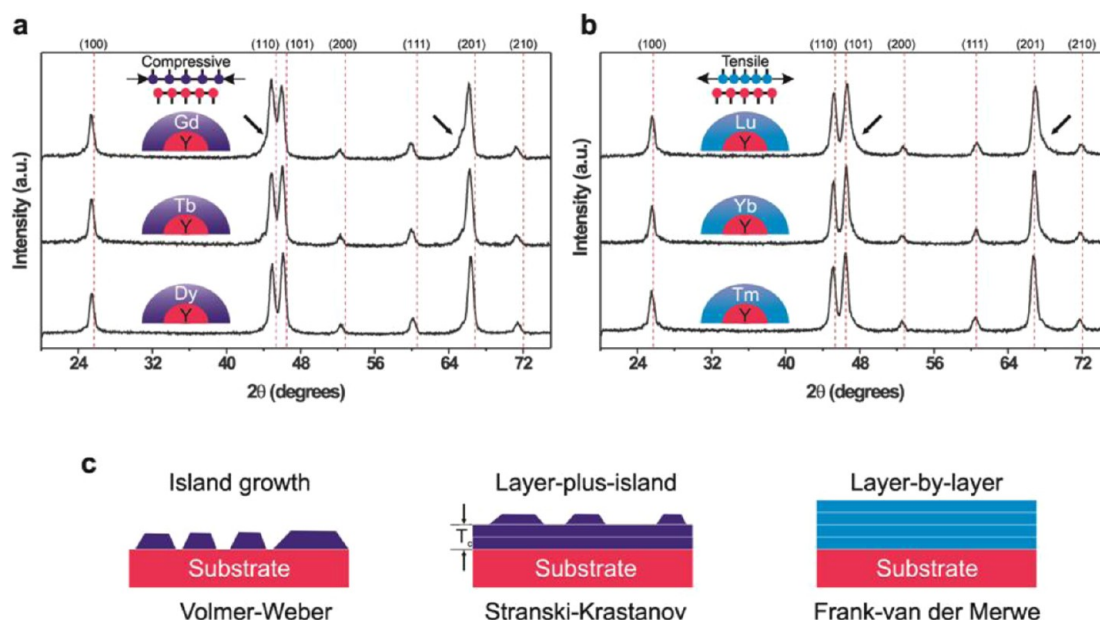 a
(100) (110) (101) (200) (111) (201) (210)
Compressive
Gd
Y
Tb
Y
Dy
Y
Intensity (a.u.)
24 32 40 48 56 64 72
2θ (degrees)
b
(100) (110) (101) (200) (111) (201) (210)
Tensile
Lu
Y
Yb
Y
Tm
Y
Intensity (a.u.)
24 32 40 48 56 64 72
2θ (degrees)
c
Island growth
Substrate
Volmer-Weber
Layer-plus-island
Tc
Substrate
Stranski-Krastanov
Layer-by-layer
Substrate
Frank-van der Merwe